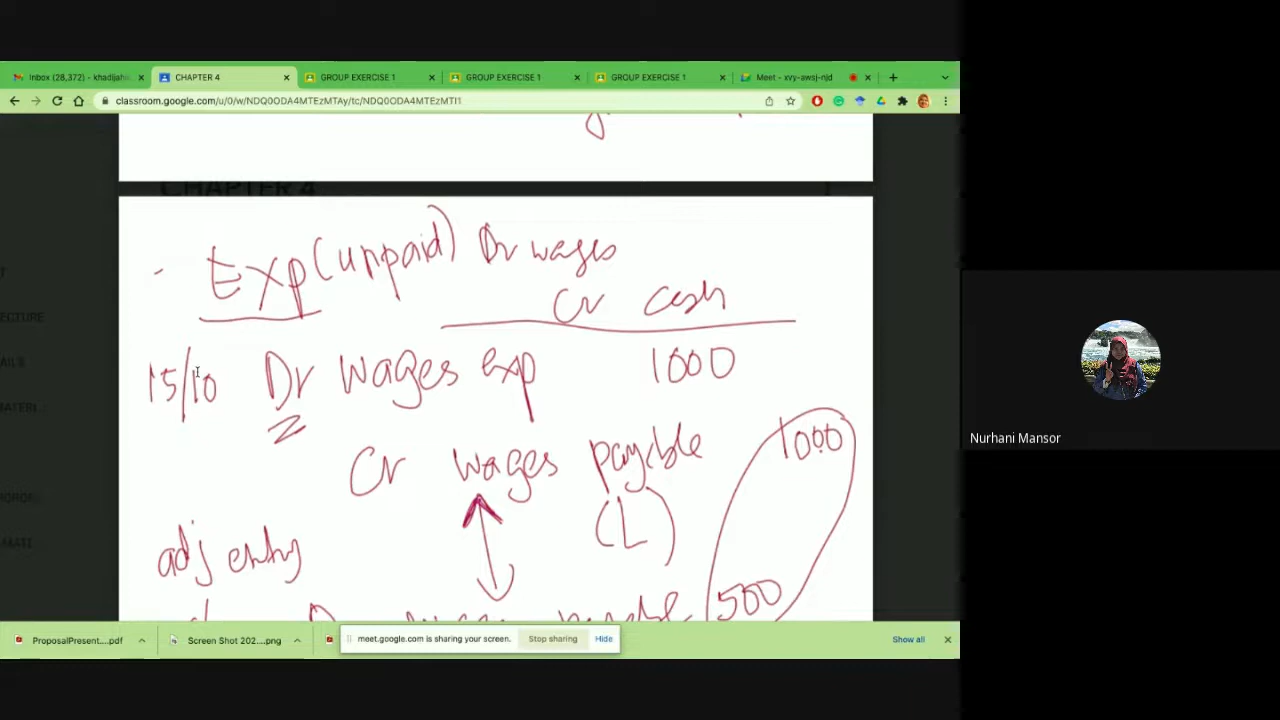 Inbox (28,372) - khadijah
CHAPTER 4
GROUP EXERCISE 1
GROUP EXERCISE 1
GROUP EXERCISE 1
Meet - xvy-awsj-njd
classroom.google.com/u/0/w/NDQ0ODA4MTEzMTAy/tc/NDQ0ODA4MTEzMTI1
CHAPTER 4
Exp (unpaid) Dr wages
Cr cash
15/10 Dr wages exp 1000
Cr wages payable 1000
(L)
adj entry
500
Nurhani Mansor
ProposalPresent....pdf
Screen Shot 202....png
meet.google.com is sharing your screen.
Stop sharing
Hide
Show all